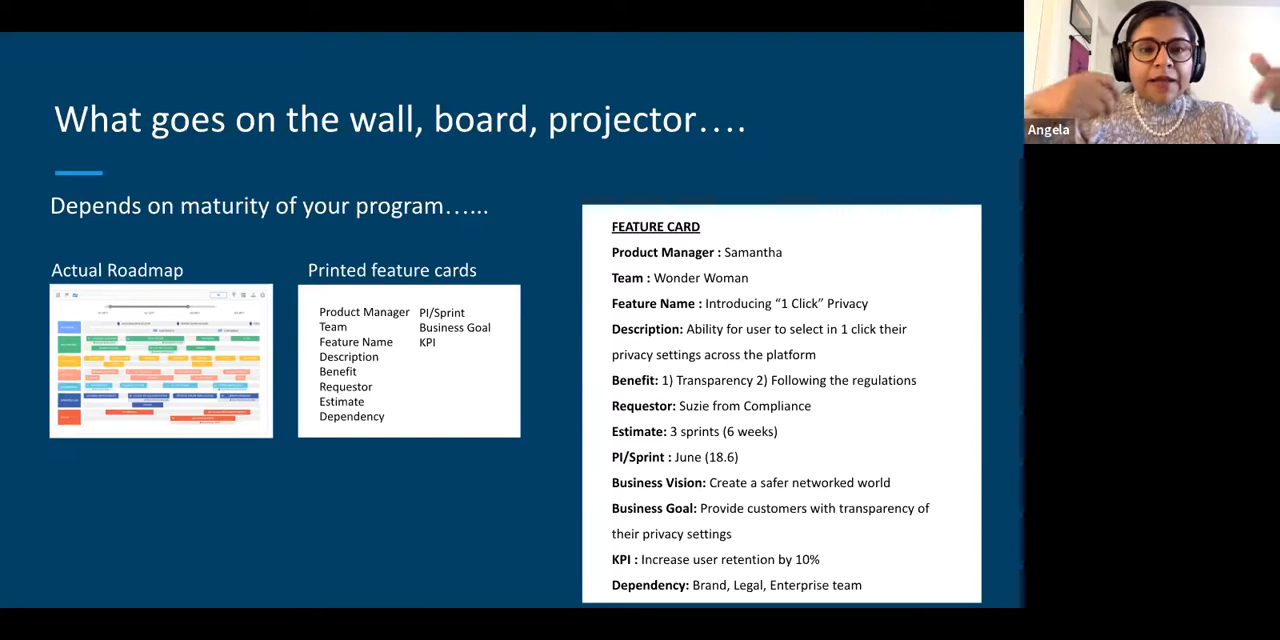 What goes on the wall, board, projector….
Depends on maturity of your program…...
Actual Roadmap
Printed feature cards
Product Manager
Team
Feature Name
Description
Benefit
Requestor
Estimate
Dependency
PI/Sprint
Business Goal
KPI
FEATURE CARD
Product Manager : Samantha
Team : Wonder Woman
Feature Name : Introducing “1 Click” Privacy
Description: Ability for user to select in 1 click their
privacy settings across the platform
Benefit: 1) Transparency 2) Following the regulations
Requestor: Suzie from Compliance
Estimate: 3 sprints (6 weeks)
PI/Sprint : June (18.6)
Business Vision: Create a safer networked world
Business Goal: Provide customers with transparency of
their privacy settings
KPI : Increase user retention by 10%
Dependency: Brand, Legal, Enterprise team
Angela